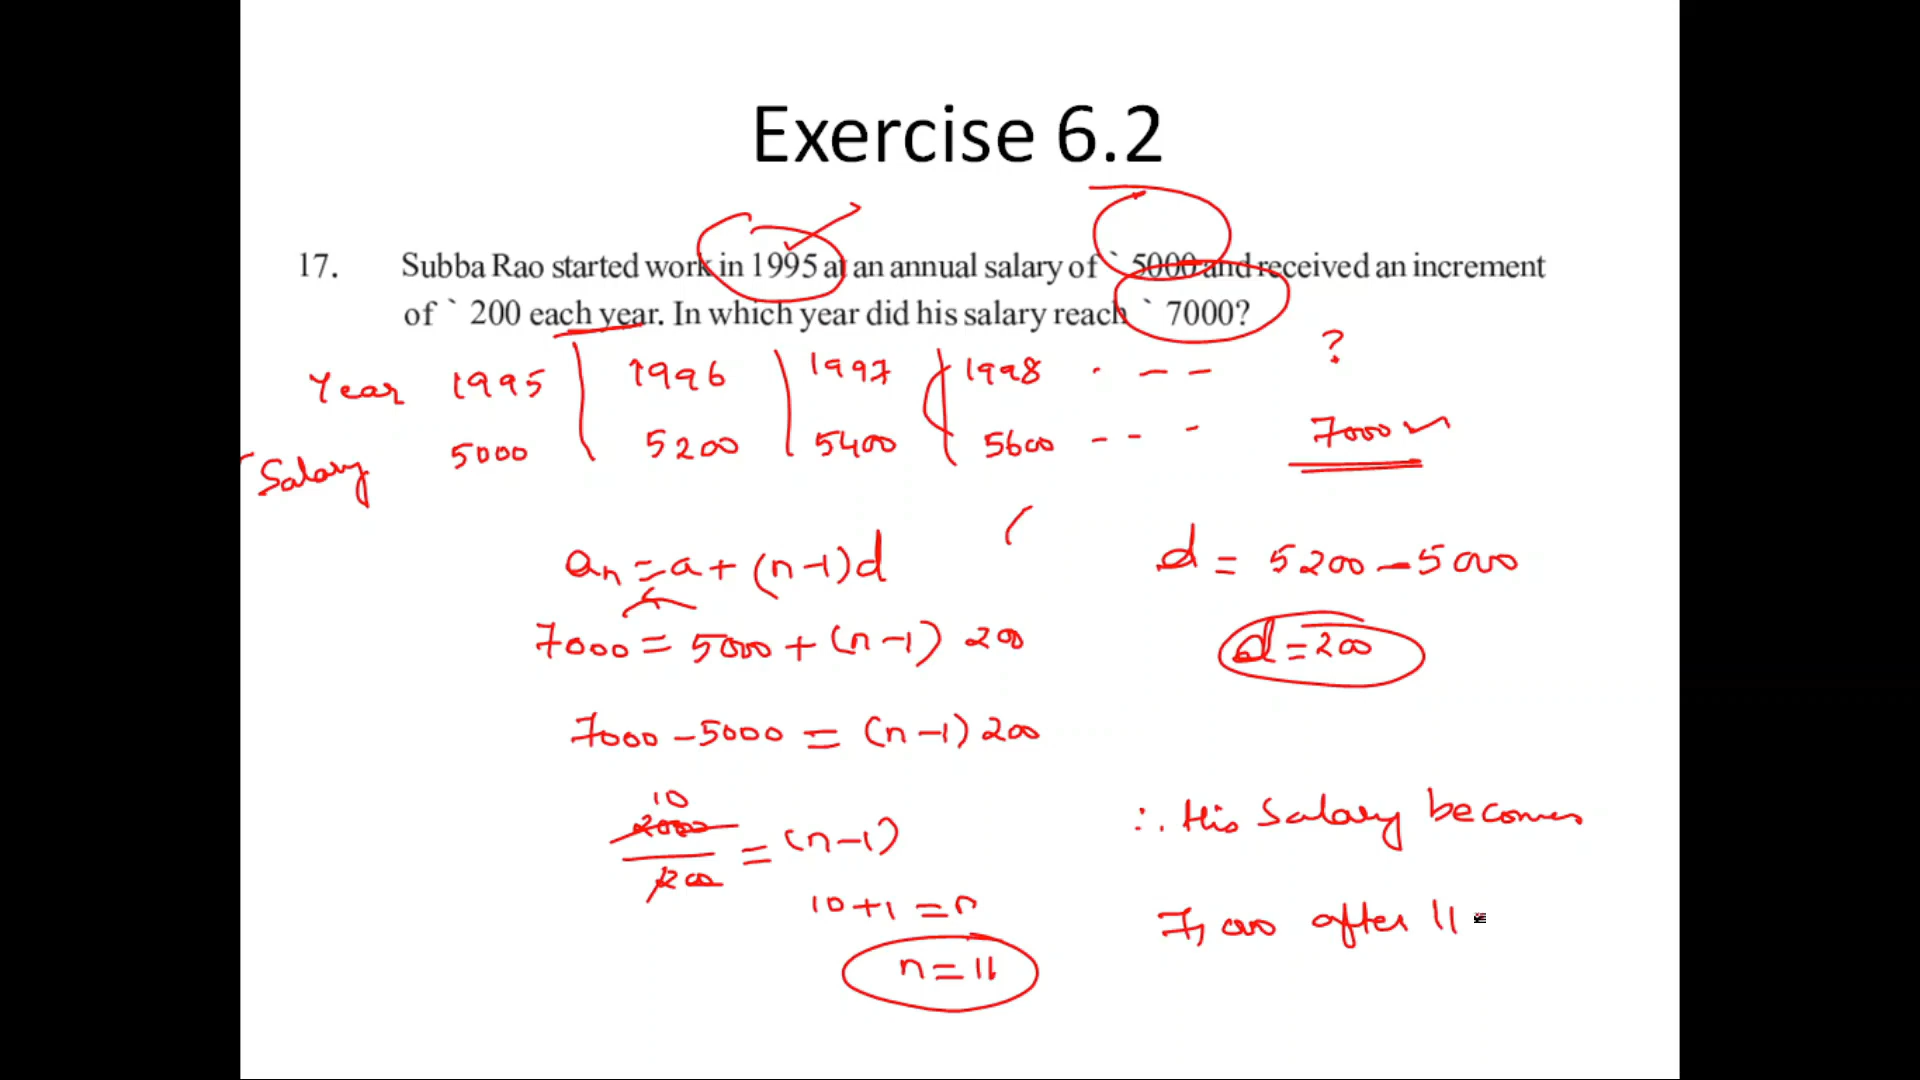 Exercise 6.2
17. Subba Rao started work in 1995 at an annual salary of ` 5000 and received an increment
of ` 200 each year. In which year did his salary reach ` 7000?
?
Year 1995 1996 1997 1998 . - -
Salary 5000 5200 5400 5600 - - - 7000
an = a + (n-1)d d = 5200-5000
7000 = 5000 + (n-1) 200 d = 200
7000 - 5000 = (n-1) 200
10
2000/200 = (n-1) ∴ His Salary becomes
10+1 = n 7,000 after 11
n = 11